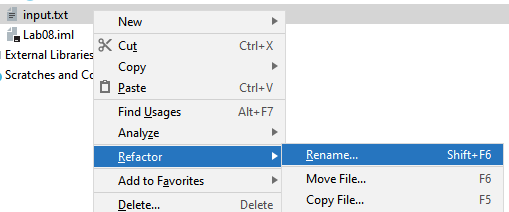 input.txt
New
Lab08.iml
Cut Ctrl+X
External Libraries
Copy
Scratches and Co
Paste Ctrl+V
Find Usages Alt+F7
Analyze
Refactor
Rename... Shift+F6
Move File... F6
Add to Favorites
Copy File... F5
Delete... Delete